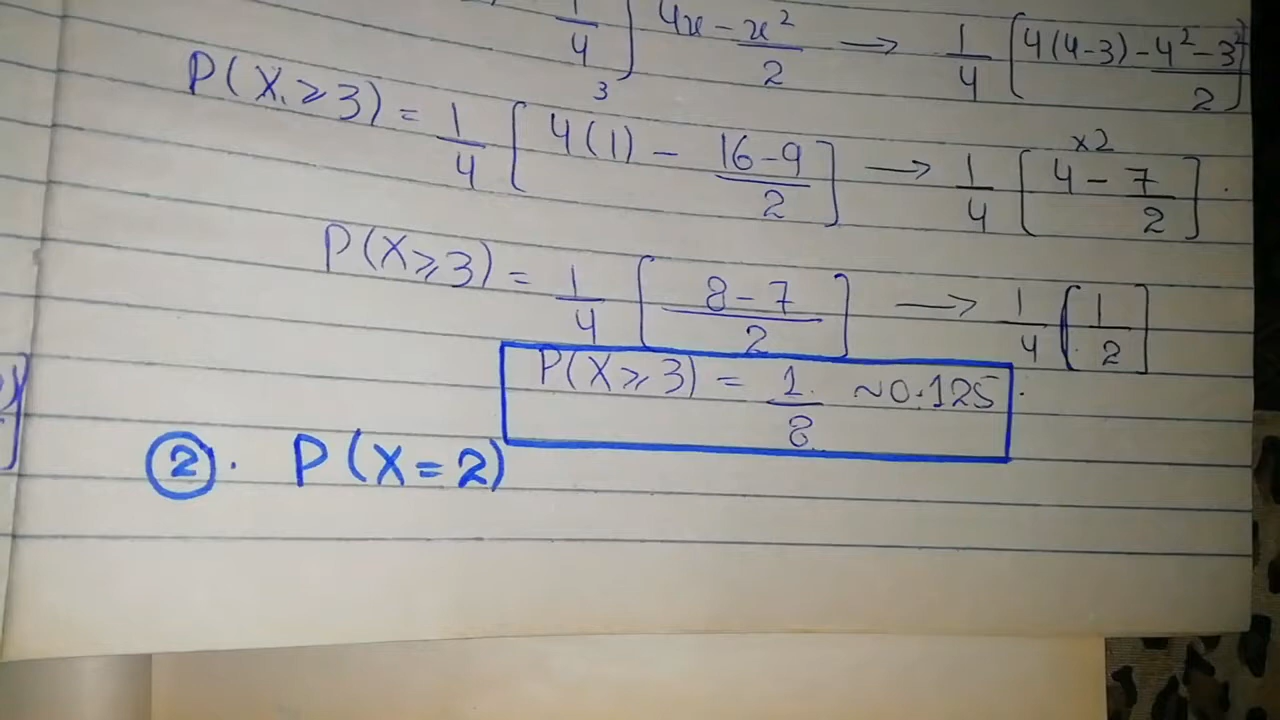 1/4 ]₃ 4x - x²/2 → 1/4 [4(4-3) - 4²-3²/2]
P(X ≥ 3) = 1/4 [4(1) - 16-9/2] → 1/4 [4 - 7/2] ×2
P(X ≥ 3) = 1/4 [8-7/2] → 1/4 [1/2]
P(X ≥ 3) = 1/8 ~0.125
②. P(X=2)